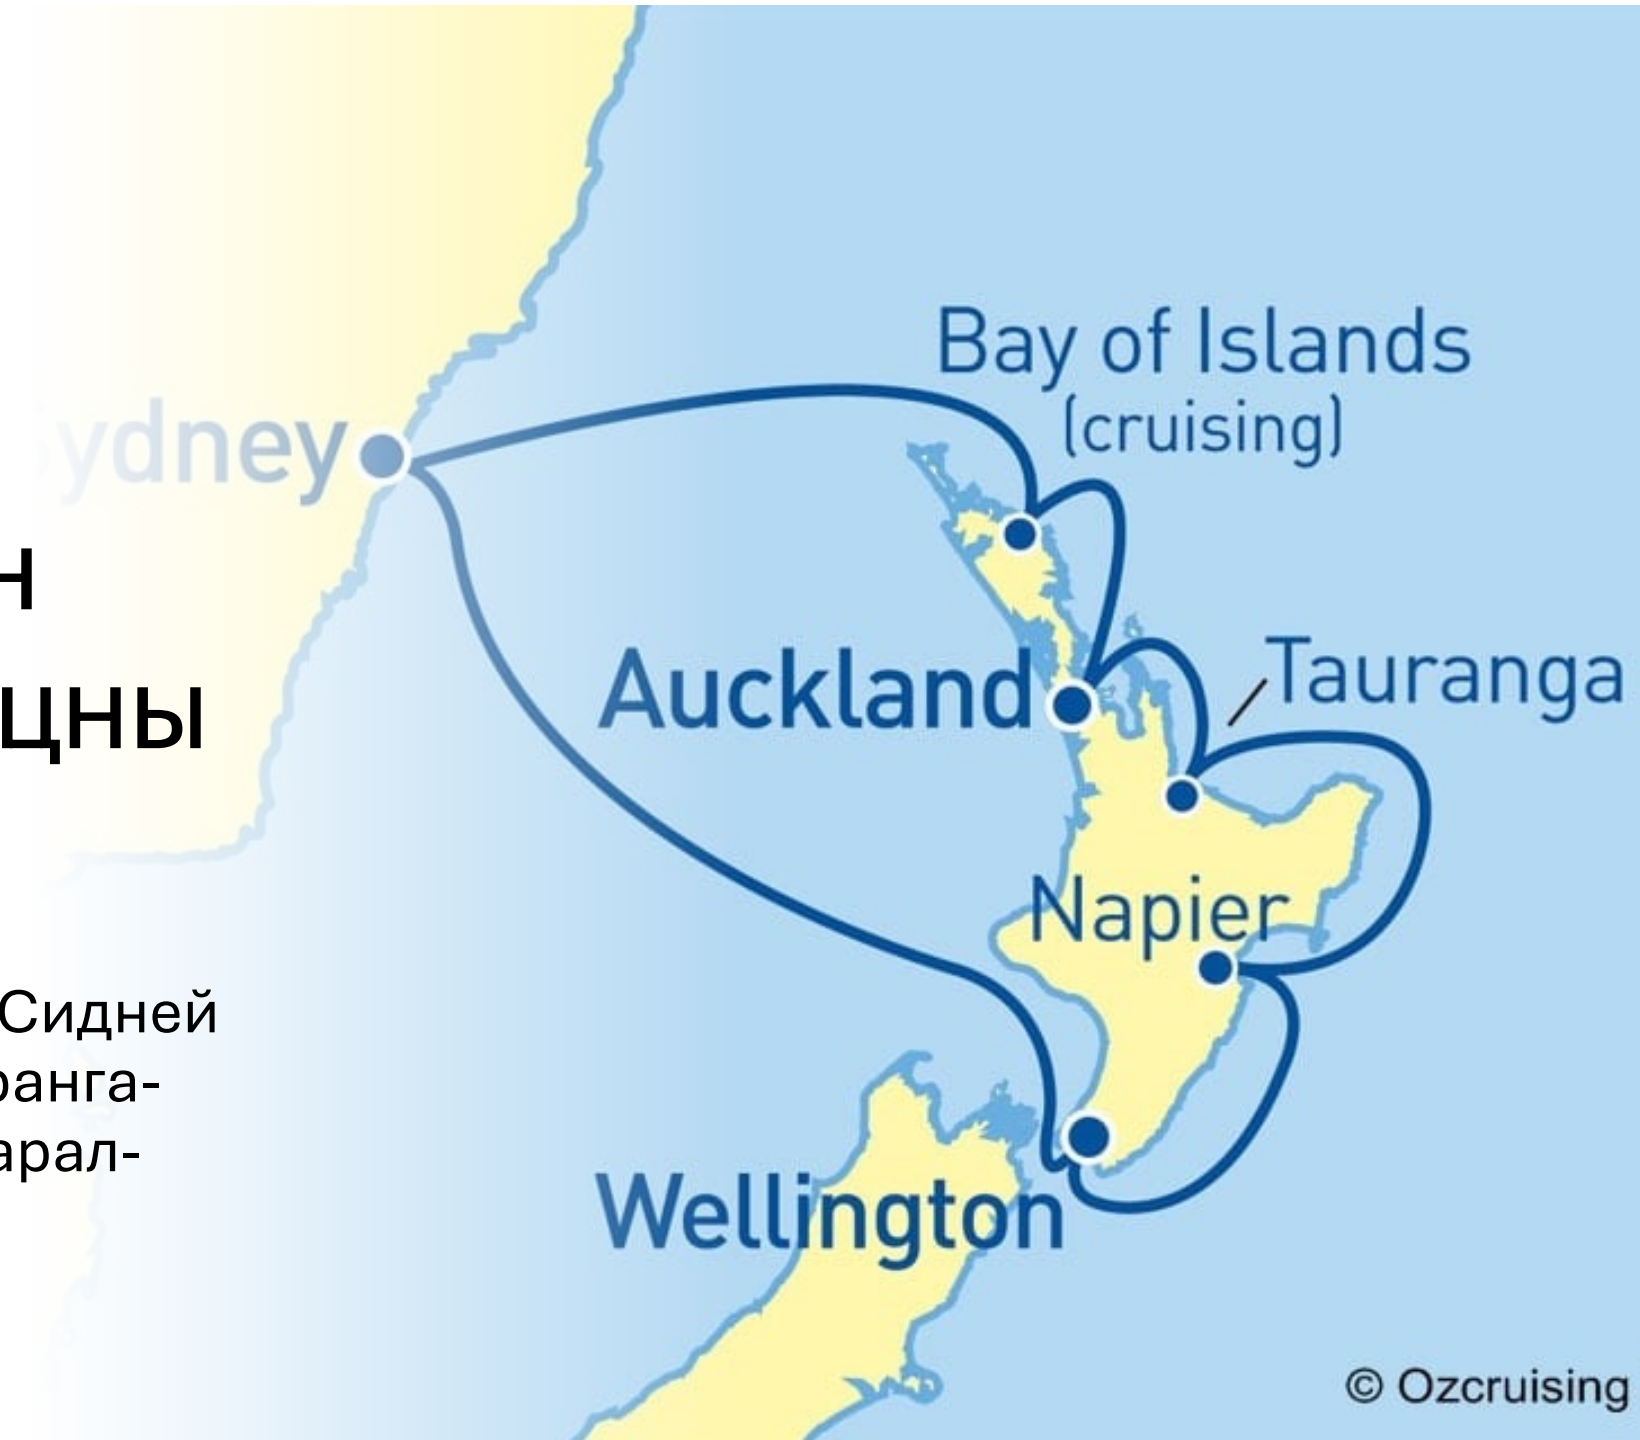 Bay of Islands
(cruising)
ydney
н
цны
Auckland
Tauranga
Napier
Сидней
ранга-
арал-
Wellington
© Ozcruising